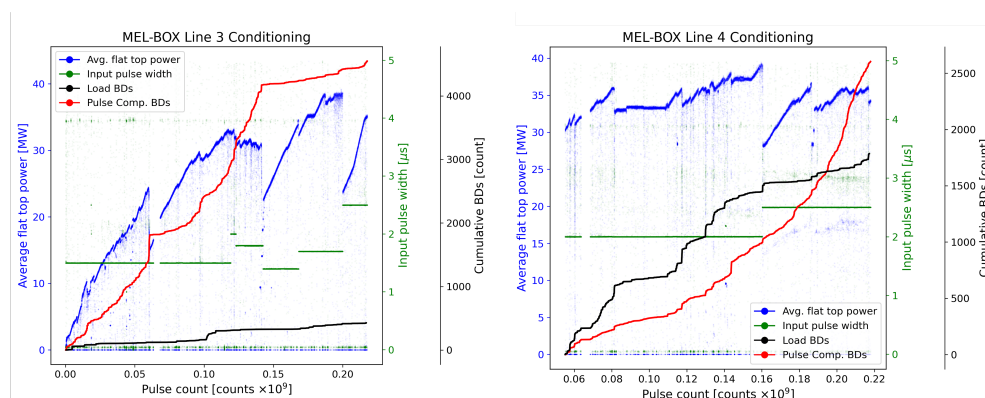 MEL-BOX Line 3 Conditioning
Avg. flat top power
Input pulse width
Load BDs
Pulse Comp. BDs
Average flat top power [MW]
0
10
20
30
40
0.00
0.05
0.10
0.15
0.20
Pulse count [counts ×10⁹]
0
1
2
3
4
5
Input pulse width [μs]
0
1000
2000
3000
4000
Cumulative BDs [count]
MEL-BOX Line 4 Conditioning
Average flat top power [MW]
0
5
10
15
20
25
30
35
40
0.06
0.08
0.10
0.12
0.14
0.16
0.18
0.20
0.22
Pulse count [counts ×10⁹]
Avg. flat top power
Input pulse width
Load BDs
Pulse Comp. BDs
0
1
2
3
4
5
Input pulse width [μs]
0
500
1000
1500
2000
2500
Cumulative BDs [count]